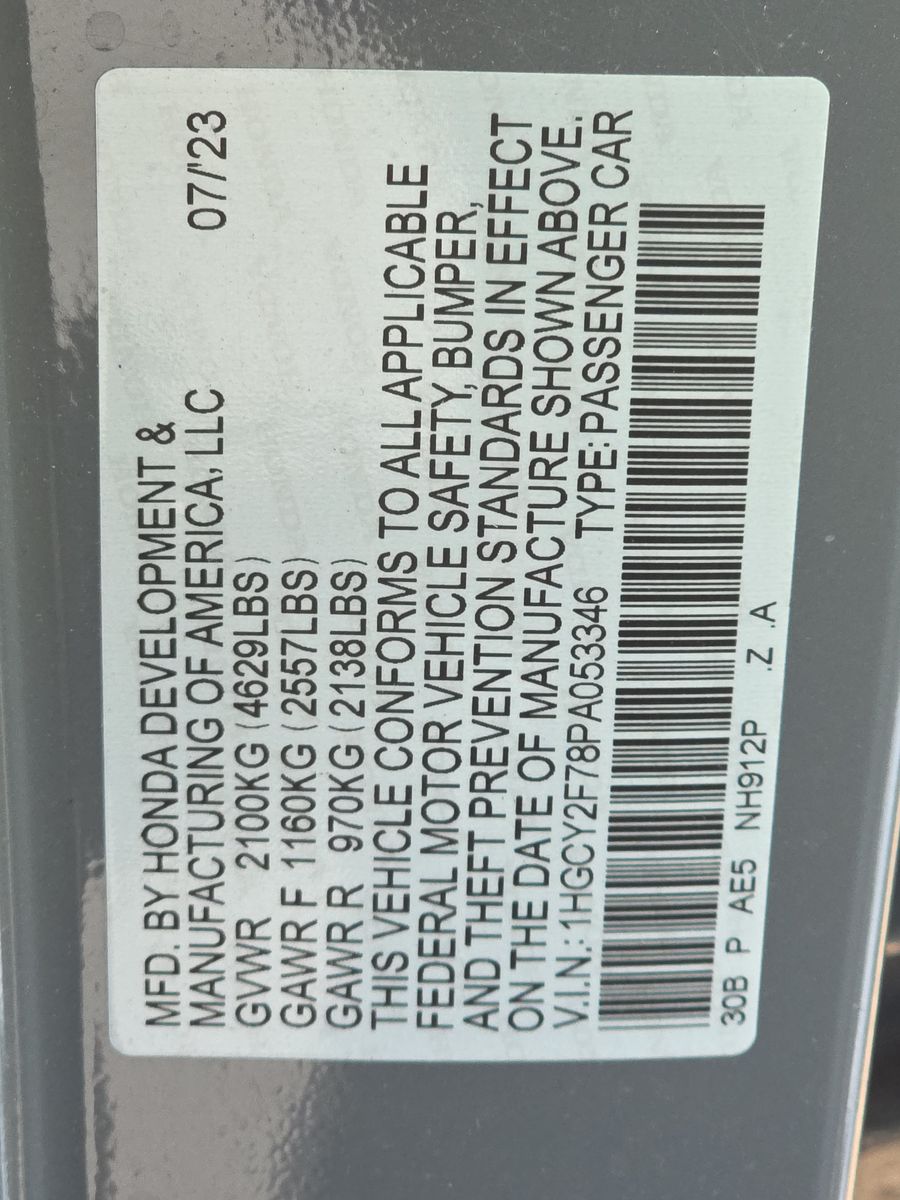 MFD. BY HONDA DEVELOPMENT &
MANUFACTURING OF AMERICA, LLC 07/'23
GVWR 2100KG (4629LBS)
GAWR F 1160KG (2557LBS)
GAWR R 970KG (2138LBS)
THIS VEHICLE CONFORMS TO ALL APPLICABLE
FEDERAL MOTOR VEHICLE SAFETY, BUMPER,
AND THEFT PREVENTION STANDARDS IN EFFECT
ON THE DATE OF MANUFACTURE SHOWN ABOVE.
V.I.N.: 1HGCY2F78PA053346 TYPE: PASSENGER CAR
30B P AE5 NH912P .Z .A